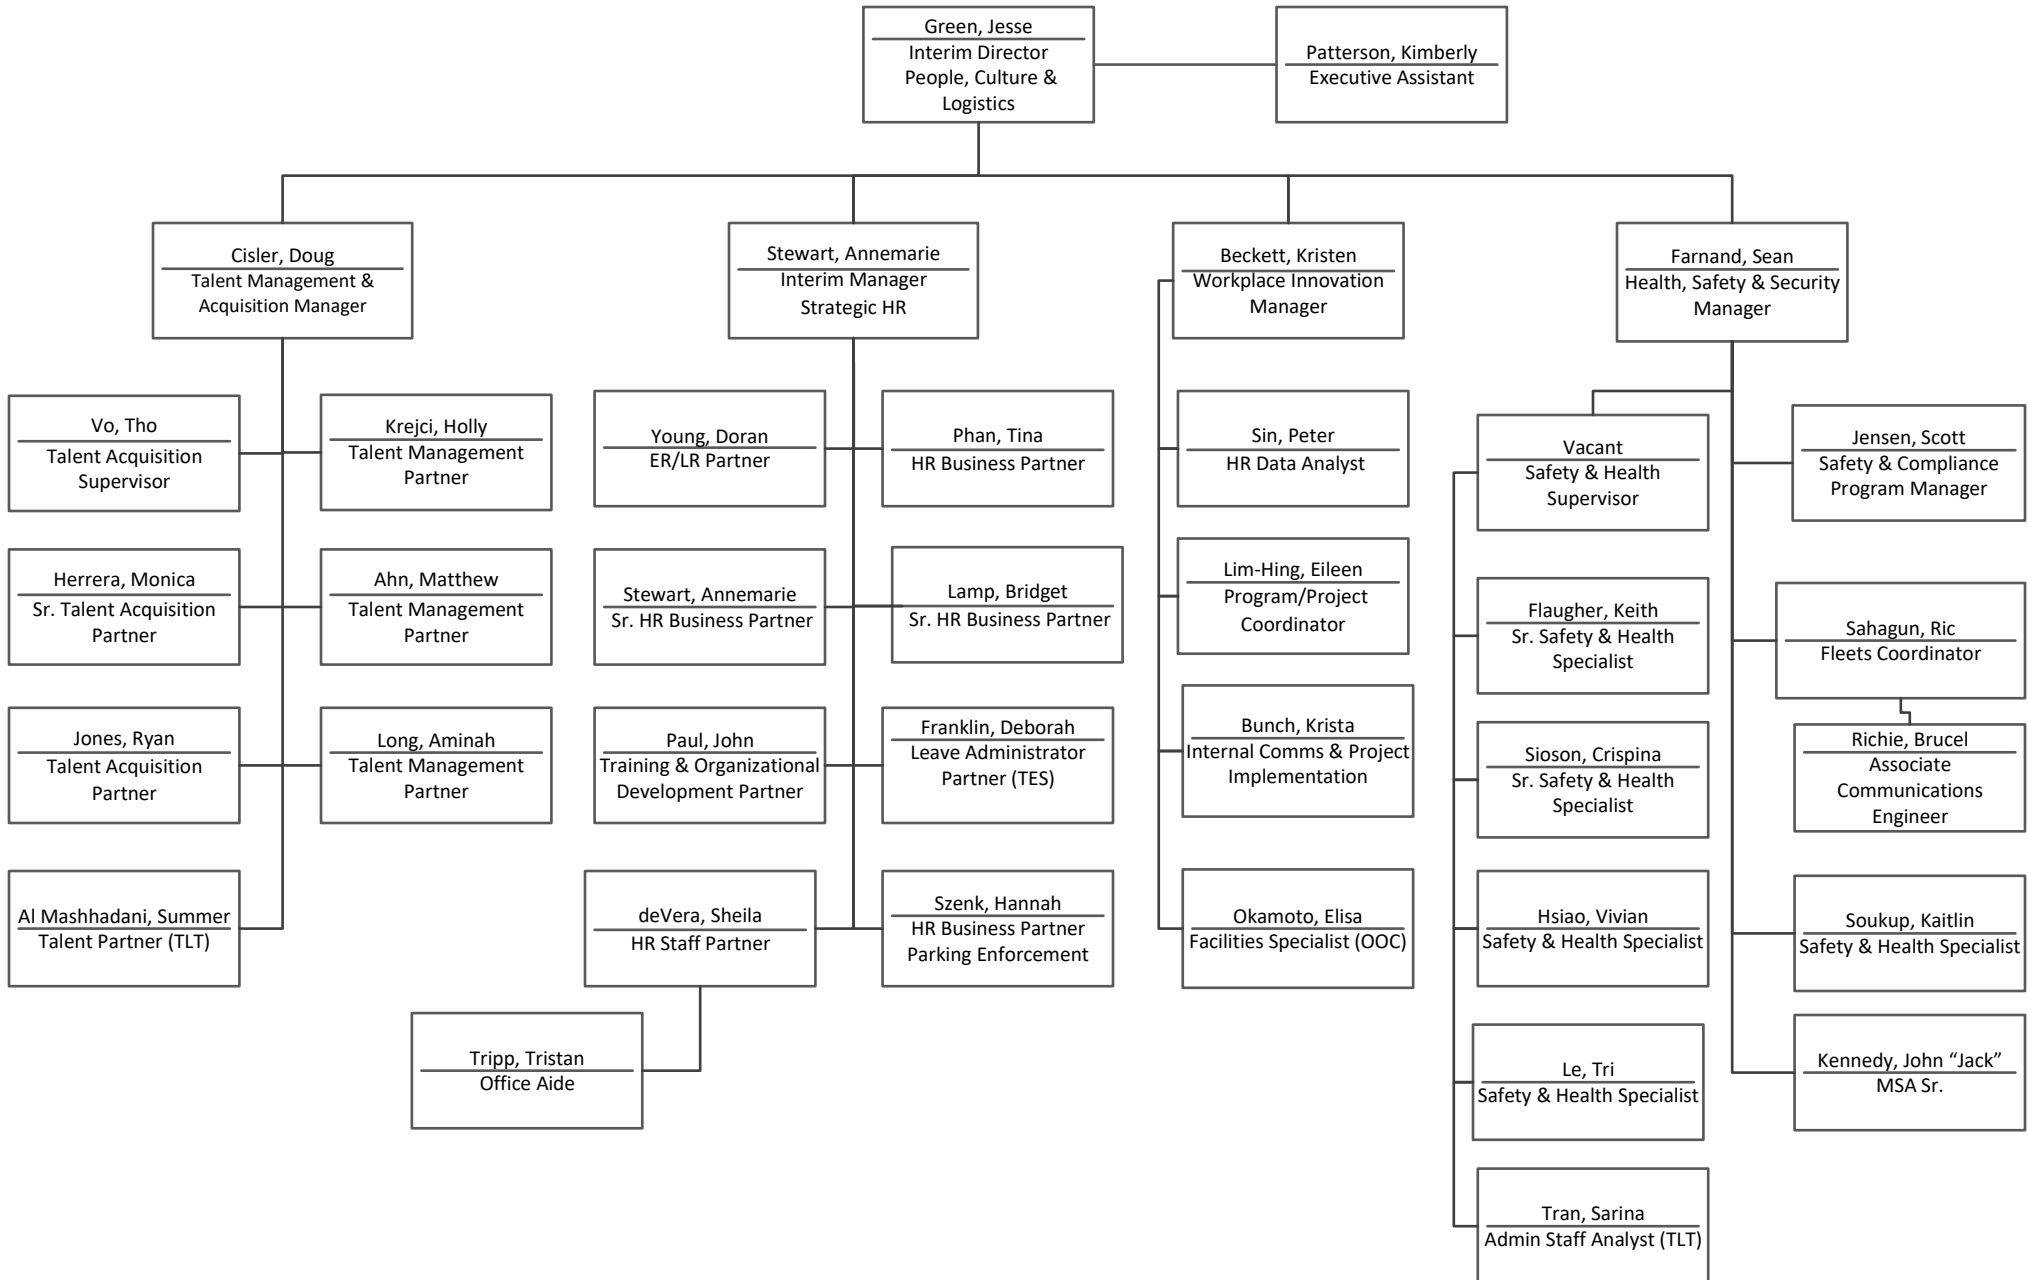 Green, Jesse
Interim Director
People, Culture &
Logistics
Patterson, Kimberly
Executive Assistant
Cisler, Doug
Talent Management &
Acquisition Manager
Stewart, Annemarie
Interim Manager
Strategic HR
Beckett, Kristen
Workplace Innovation
Manager
Farnand, Sean
Health, Safety & Security
Manager
Vo, Tho
Talent Acquisition
Supervisor
Krejci, Holly
Talent Management
Partner
Herrera, Monica
Sr. Talent Acquisition
Partner
Ahn, Matthew
Talent Management
Partner
Jones, Ryan
Talent Acquisition
Partner
Long, Aminah
Talent Management
Partner
Al Mashhadani, Summer
Talent Partner (TLT)
Young, Doran
ER/LR Partner
Phan, Tina
HR Business Partner
Stewart, Annemarie
Sr. HR Business Partner
Lamp, Bridget
Sr. HR Business Partner
Paul, John
Training & Organizational
Development Partner
Franklin, Deborah
Leave Administrator
Partner (TES)
deVera, Sheila
HR Staff Partner
Szenk, Hannah
HR Business Partner
Parking Enforcement
Tripp, Tristan
Office Aide
Sin, Peter
HR Data Analyst
Lim-Hing, Eileen
Program/Project
Coordinator
Bunch, Krista
Internal Comms & Project
Implementation
Okamoto, Elisa
Facilities Specialist (OOC)
Vacant
Safety & Health
Supervisor
Flaugher, Keith
Sr. Safety & Health
Specialist
Sioson, Crispina
Sr. Safety & Health
Specialist
Hsiao, Vivian
Safety & Health Specialist
Le, Tri
Safety & Health Specialist
Tran, Sarina
Admin Staff Analyst (TLT)
Jensen, Scott
Safety & Compliance
Program Manager
Sahagun, Ric
Fleets Coordinator
Richie, Brucel
Associate
Communications
Engineer
Soukup, Kaitlin
Safety & Health Specialist
Kennedy, John “Jack”
MSA Sr.